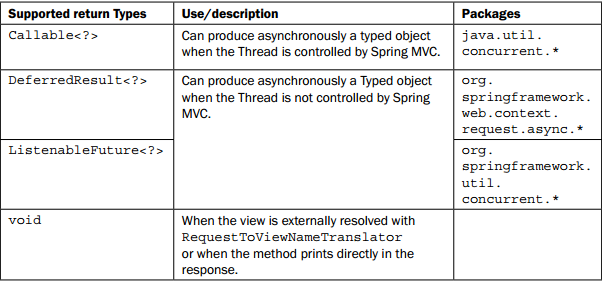 Supported return Types Use/description Packages
Callable<?> Can produce asynchronously a typed object java.util.
when the Thread is controlled by Spring MVC. concurrent.*
DeferredResult<?> Can produce asynchronously a Typed object org.
when the Thread is not controlled by Spring springframework.
MVC. web.context.
request.async.*
ListenableFuture<?> org.
springframework.
util.
concurrent.*
void When the view is externally resolved with
RequestToViewNameTranslator
or when the method prints directly in the
response.